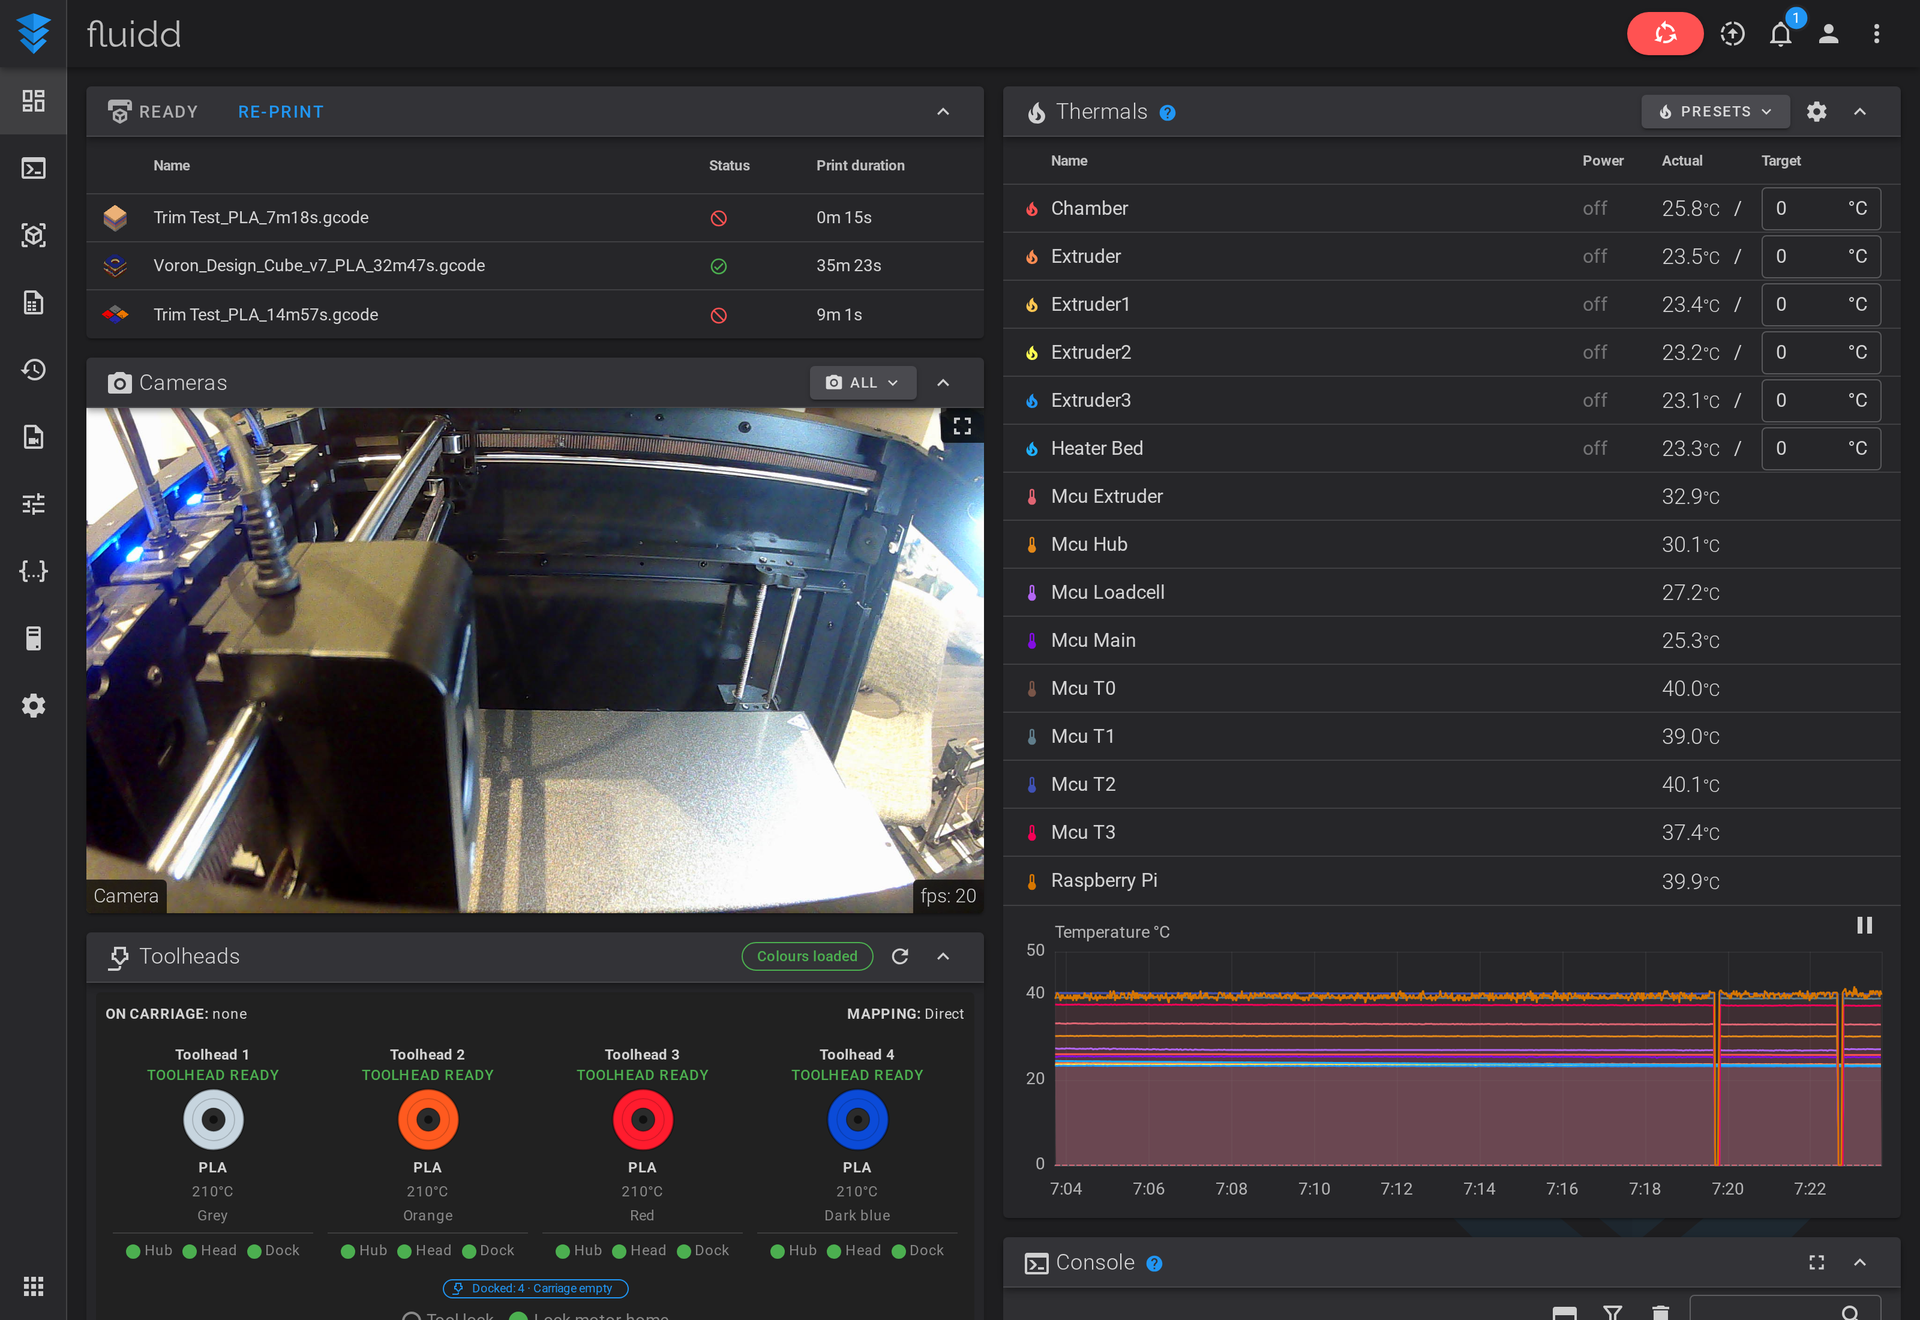 fluidd
1
READY RE-PRINT
Name Status Print duration
Trim Test_PLA_7m18s.gcode 0m 15s
Voron_Design_Cube_v7_PLA_32m47s.gcode 35m 23s
Trim Test_PLA_14m57s.gcode 9m 1s
Cameras ALL
Camera fps: 20
Toolheads Colours loaded
ON CARRIAGE: none MAPPING: Direct
Toolhead 1 Toolhead 2 Toolhead 3 Toolhead 4
TOOLHEAD READY TOOLHEAD READY TOOLHEAD READY TOOLHEAD READY
PLA PLA PLA PLA
210°C 210°C 210°C 210°C
Grey Orange Red Dark blue
Hub Head Dock Hub Head Dock Hub Head Dock Hub Head Dock
Docked: 4 · Carriage empty
Tool lock Lock motor home
Thermals ? PRESETS
Name Power Actual Target
Chamber off 25.8°C / 0 °C
Extruder off 23.5°C / 0 °C
Extruder1 off 23.4°C / 0 °C
Extruder2 off 23.2°C / 0 °C
Extruder3 off 23.1°C / 0 °C
Heater Bed off 23.3°C / 0 °C
Mcu Extruder 32.9°C
Mcu Hub 30.1°C
Mcu Loadcell 27.2°C
Mcu Main 25.3°C
Mcu T0 40.0°C
Mcu T1 39.0°C
Mcu T2 40.1°C
Mcu T3 37.4°C
Raspberry Pi 39.9°C
Temperature °C
50
40
20
0
7:04 7:06 7:08 7:10 7:12 7:14 7:16 7:18 7:20 7:22
Console ?